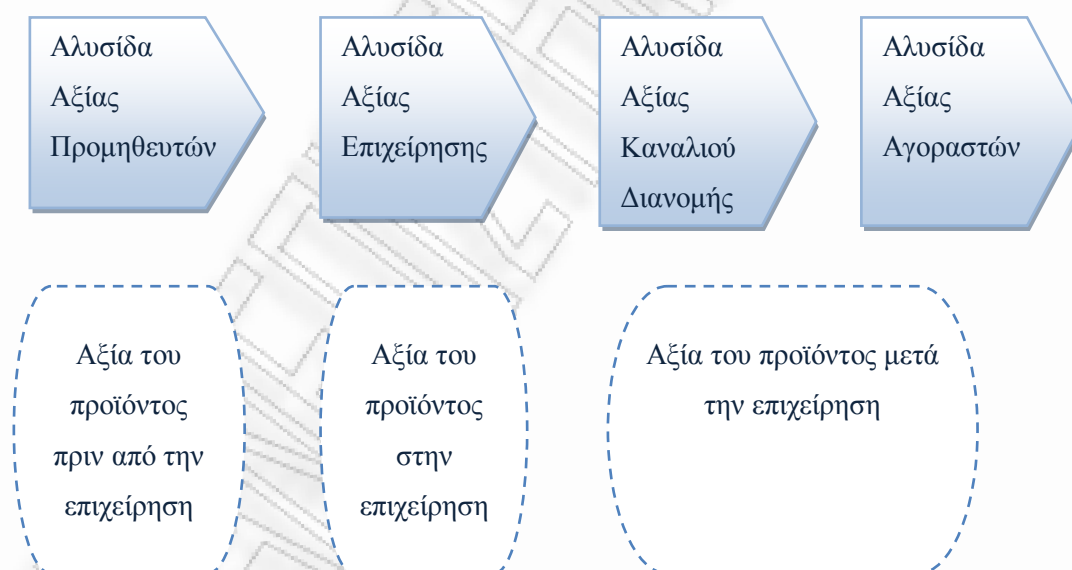 Αλυσίδα
Αξίας
Προμηθευτών
Αλυσίδα
Αξίας
Επιχείρησης
Αλυσίδα
Αξίας
Καναλιού
Διανομής
Αλυσίδα
Αξίας
Αγοραστών
Αξία του
προϊόντος
πριν από την
επιχείρηση
Αξία του
προϊόντος
στην
επιχείρηση
Αξία του προϊόντος μετά
την επιχείρηση